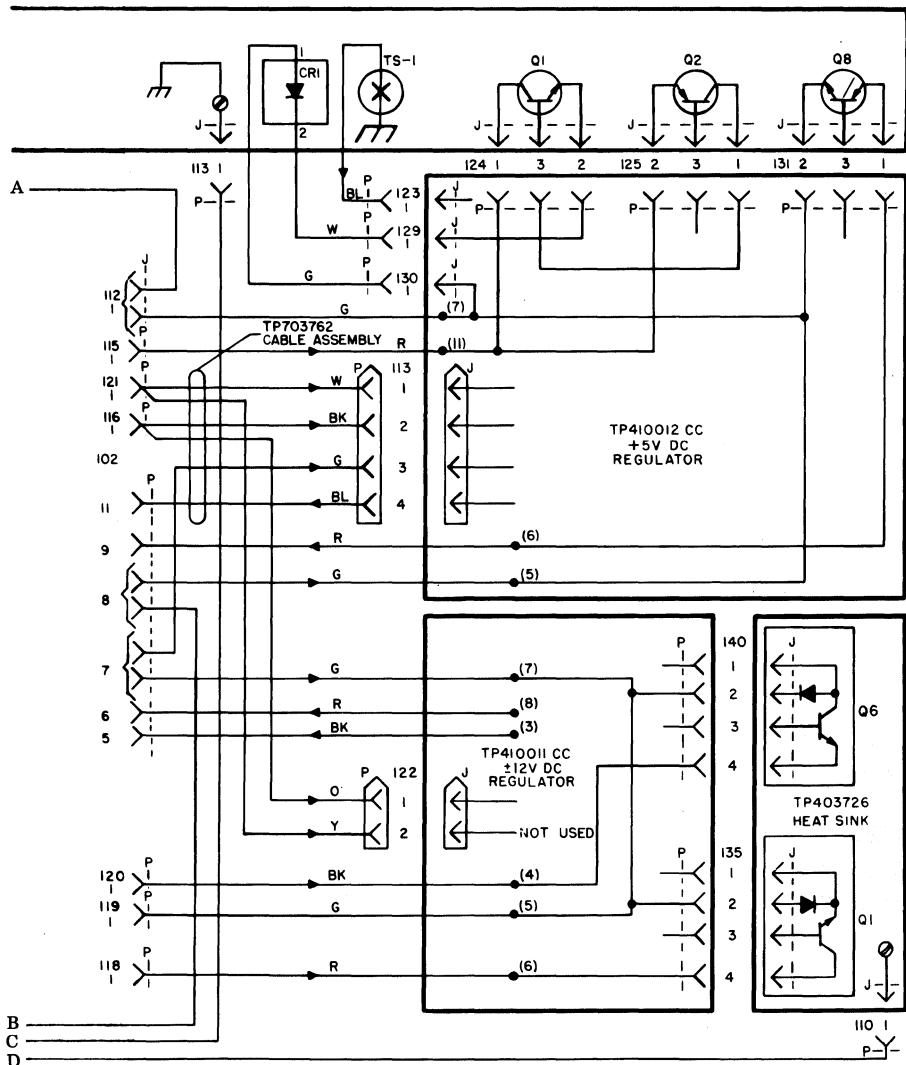 1 TS-1 Q1 Q2 Q8
CR1
2
J J J J
113 1 124 1 3 2 125 2 3 1 131 2 3 1
A P P J P P P
BL 123
1
P J
W 129
1
J P J
G 130
1
112
1
G (7)
P TP703762
CABLE ASSEMBLY
115
1
R (11)
J P 113 J
121
1
W 1
P
116
1
BK 2
TP410012 CC
+5V DC
REGULATOR
102
G 3
P
11 BL 4
9 R (6)
8 G (5)
P 140 J
1
7 G (7) 2 Q6
6 R (8) 3
5 BK (3)
TP410011 CC
±12V DC
REGULATOR
4
P 122 J
O 1
TP403726
HEAT SINK
Y 2 NOT USED
P 135 J
P 1
120
1
BK (4)
P
119
1
G (5) 2 Q1
3
P
118
1
R (6) 4
J
B
C 110 1
D P